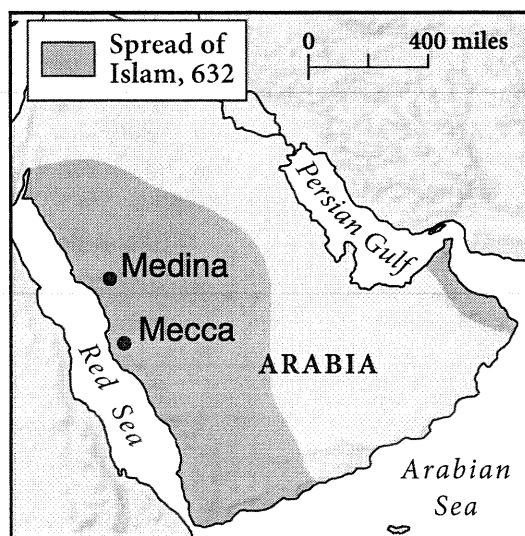 Spread of
Islam, 632
0 400 miles
Persian Gulf
Medina
Mecca
Red Sea
ARABIA
Arabian
Sea